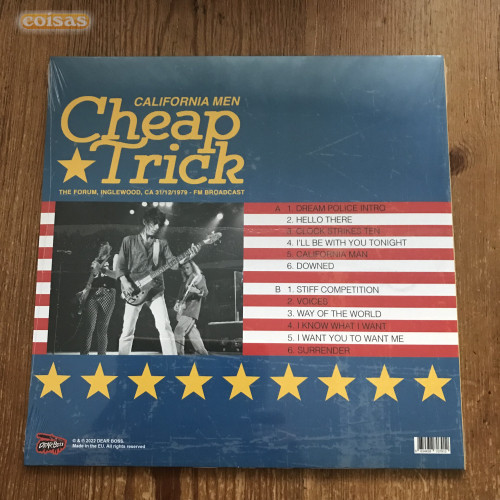 coisas
CALIFORNIA MEN
Cheap
Trick
THE FORUM, INGLEWOOD, CA 31/12/1979 - FM BROADCAST
A 1. DREAM POLICE INTRO
2. HELLO THERE
3. CLOCK STRIKES TEN
4. I'LL BE WITH YOU TONIGHT
5. CALIFORNIA MAN
6. DOWNED
B 1. STIFF COMPETITION
2. VOICES
3. WAY OF THE WORLD
4. I KNOW WHAT I WANT
5. I WANT YOU TO WANT ME
6. SURRENDER
DEAR BOSS
© & ℗ 2022 DEAR BOSS.
Made in the EU. All rights reserved